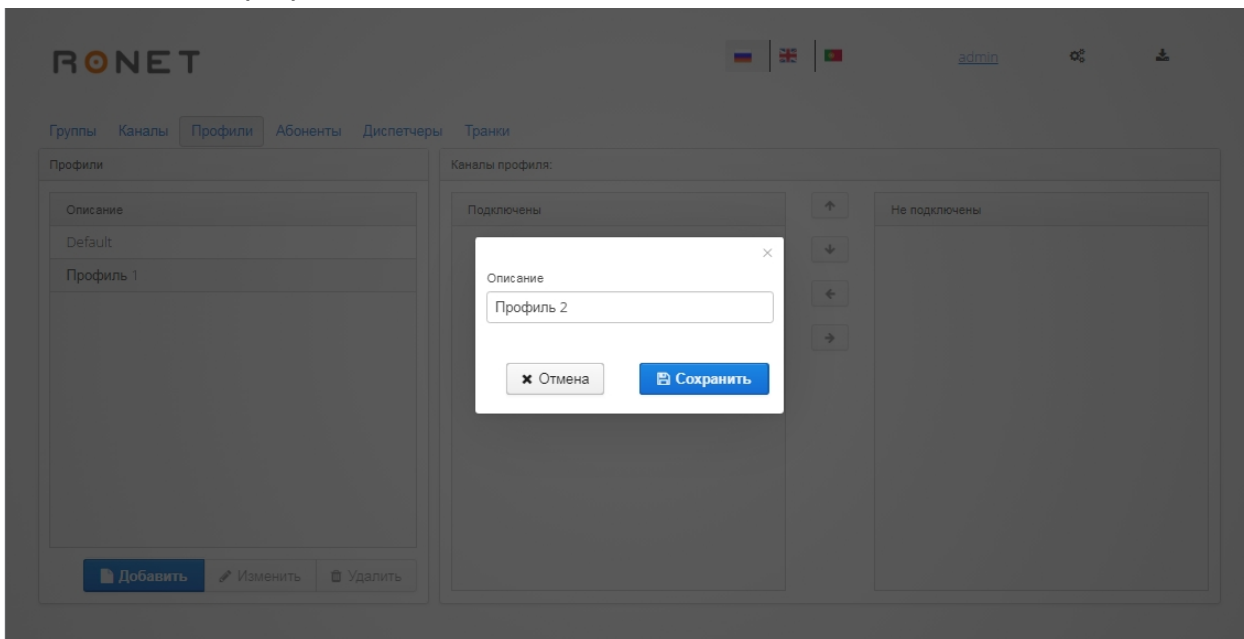 RONET
admin
Группы Каналы Профили Абоненты Диспетчеры Транки
Профили
Каналы профиля:
Описание
Подключены
Не подключены
Default
Профиль 1
×
Описание
Профиль 2
Отмена
Сохранить
Добавить Изменить Удалить